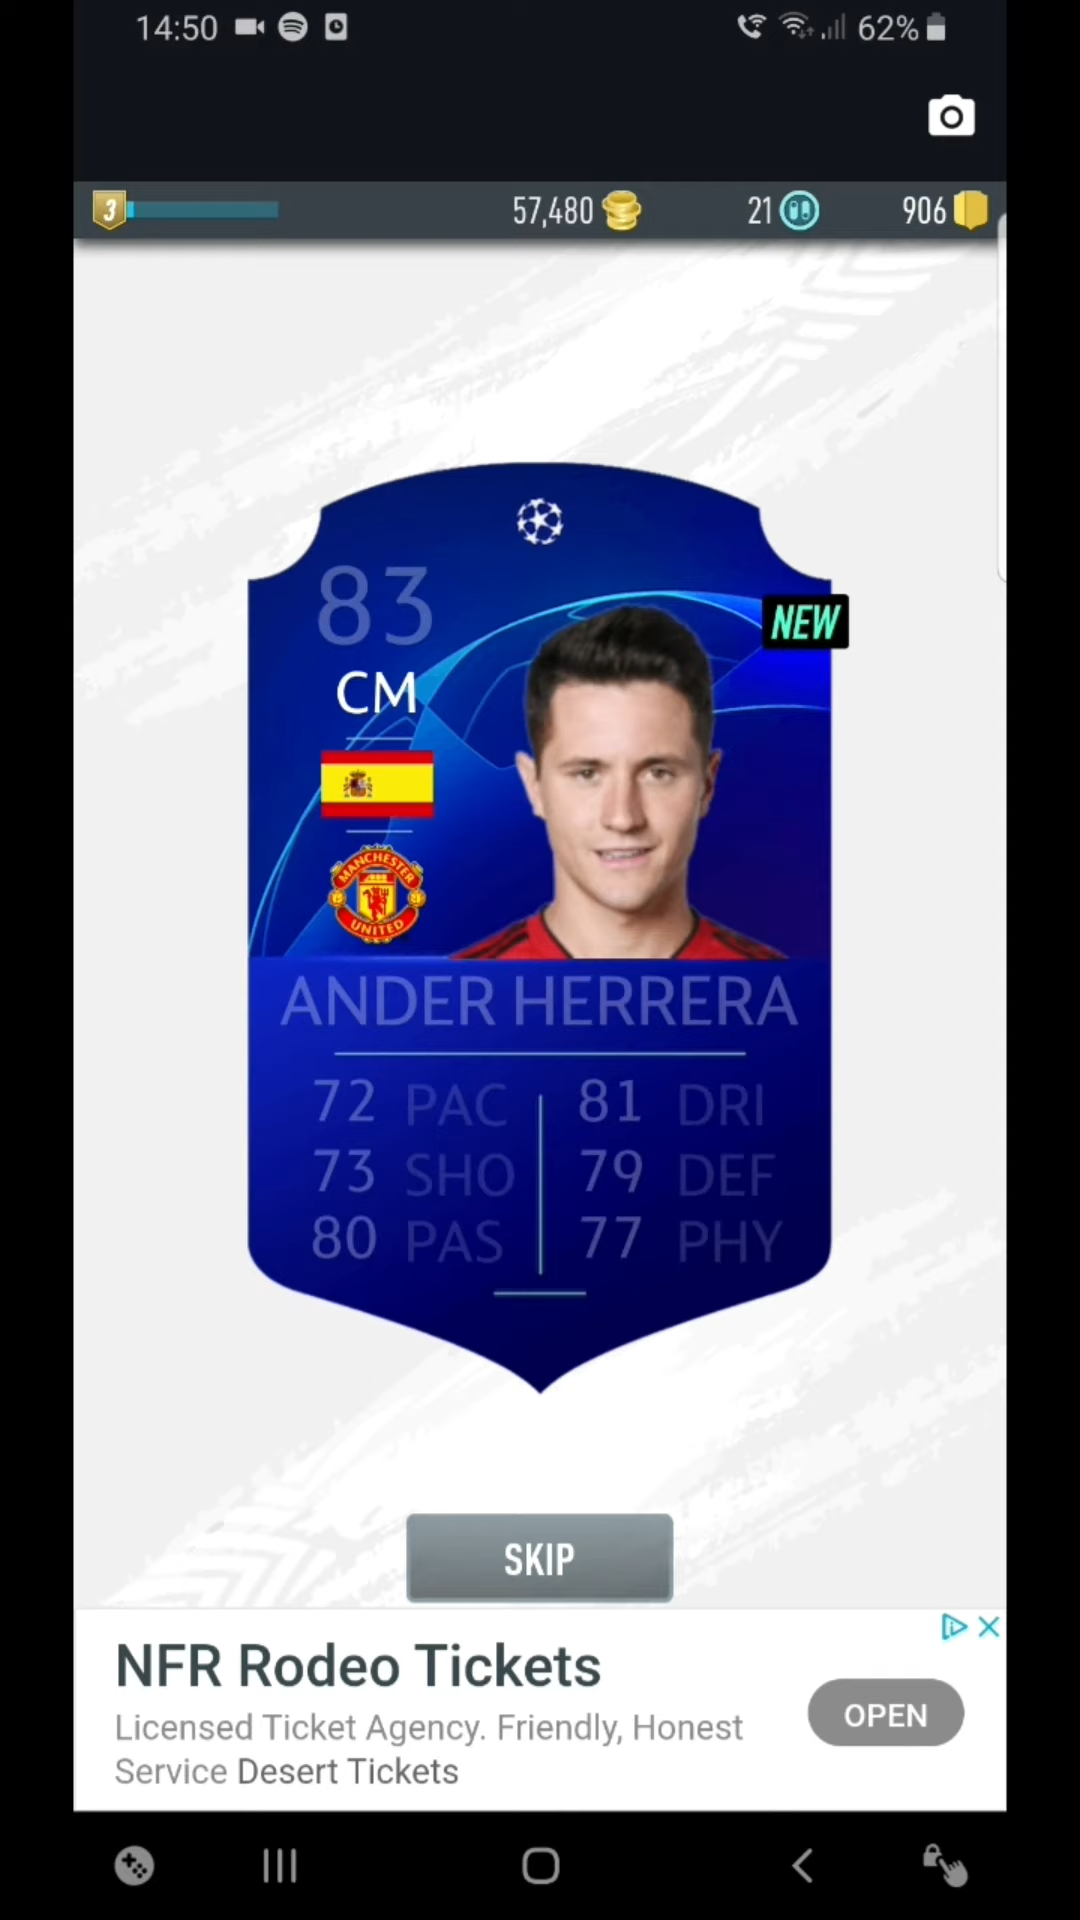 14:50 62%
3 57,480 21 906
83
NEW
CM
MANCHESTER
UNITED
ANDER HERRERA
72 PAC 81 DRI
73 SHO 79 DEF
80 PAS 77 PHY
SKIP
NFR Rodeo Tickets
Licensed Ticket Agency. Friendly, Honest
Service Desert Tickets
OPEN